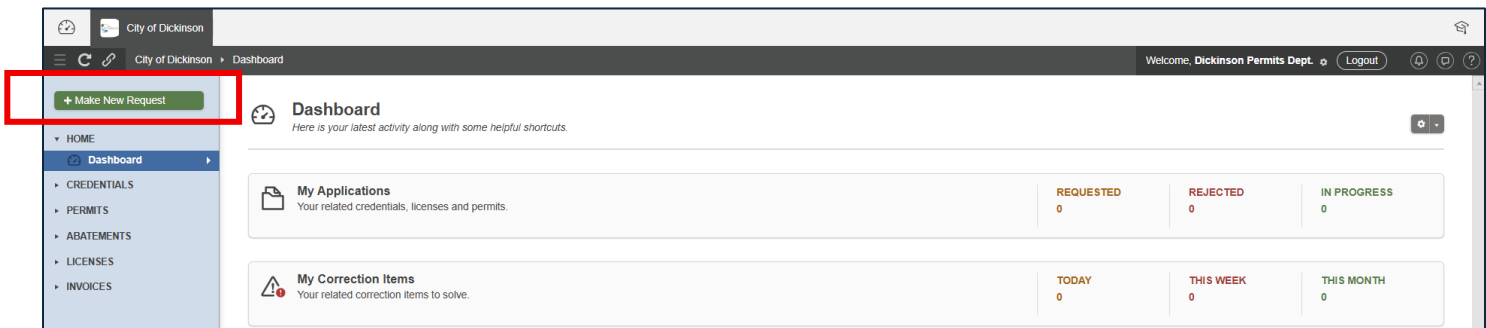 City of Dickinson
City of Dickinson Dashboard
Welcome, Dickinson Permits Dept. Logout ?
+ Make New Request
HOME
Dashboard
CREDENTIALS
PERMITS
ABATEMENTS
LICENSES
INVOICES
Dashboard
Here is your latest activity along with some helpful shortcuts.
My Applications
Your related credentials, licenses and permits.
REQUESTED
0
REJECTED
0
IN PROGRESS
0
My Correction Items
Your related correction items to solve.
TODAY
0
THIS WEEK
0
THIS MONTH
0